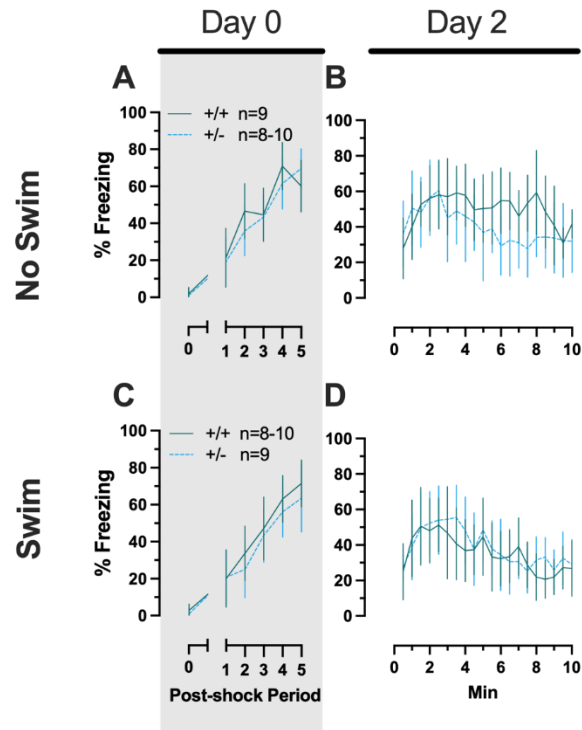 Day 0
Day 2
A
B
+/+ n=9
+/- n=8-10
No Swim
% Freezing
100
80
60
40
20
0
0
1 2 3 4 5
100
80
60
40
20
0
0 2 4 6 8 10
C
D
+/+ n=8-10
+/- n=9
Swim
% Freezing
100
80
60
40
20
0
0
1 2 3 4 5
Post-shock Period
100
80
60
40
20
0
0 2 4 6 8 10
Min